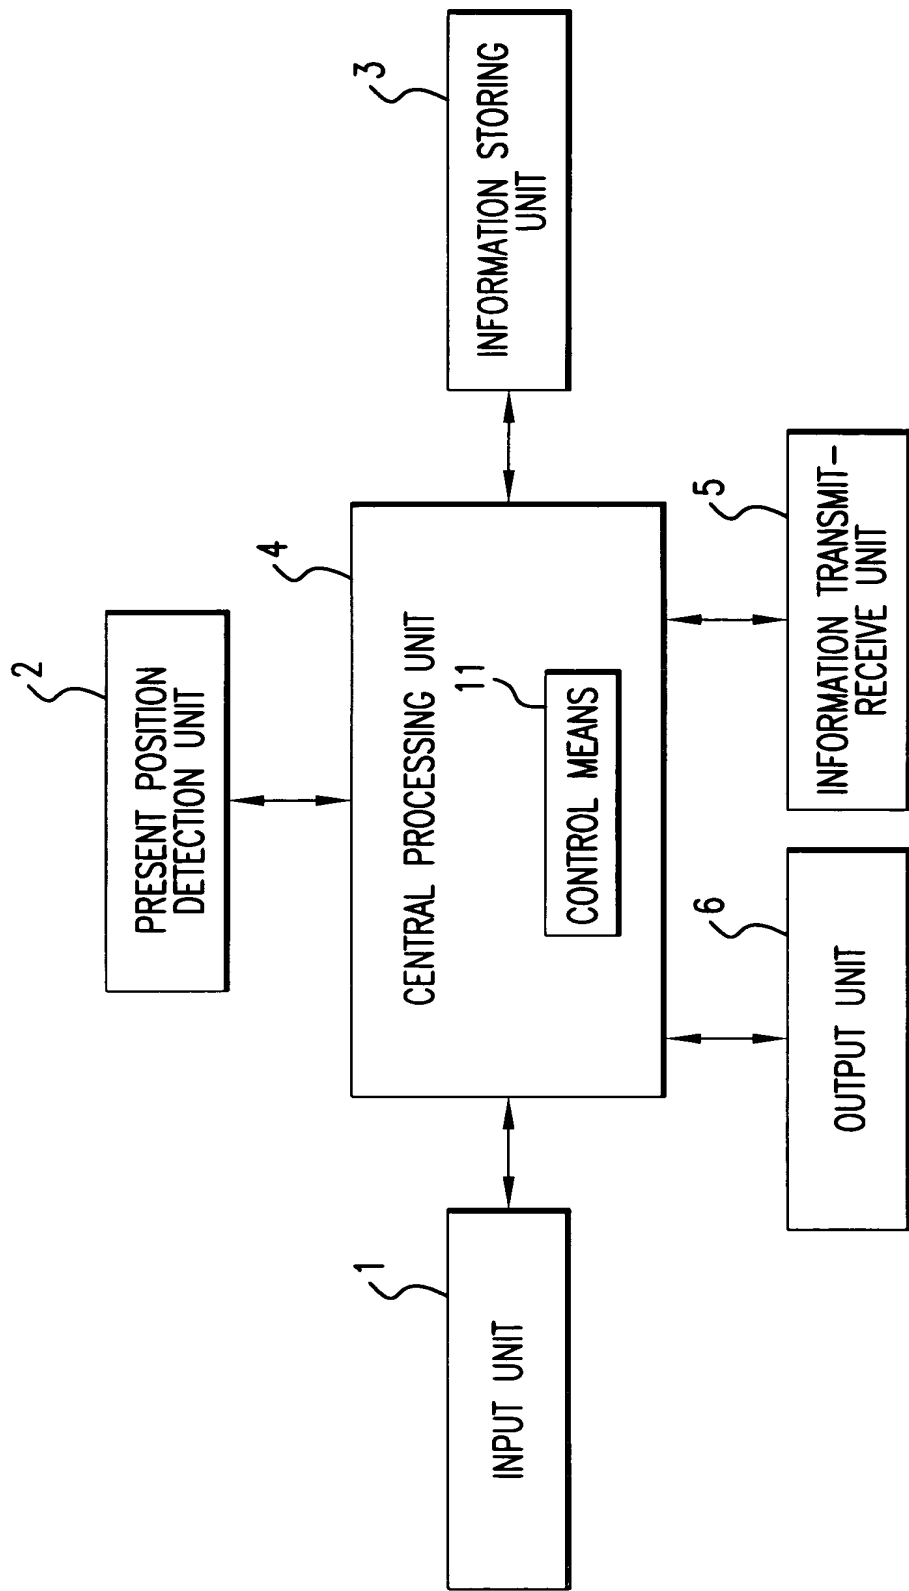 2
PRESENT POSITION
DETECTION UNIT
1
INPUT UNIT
4
CENTRAL PROCESSING UNIT
11
CONTROL MEANS
3
INFORMATION STORING
UNIT
6
OUTPUT UNIT
5
INFORMATION TRANSMIT-
RECEIVE UNIT